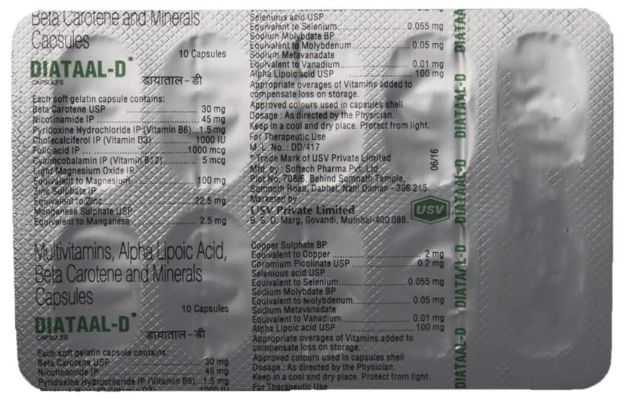 Beta Carotene and Minerals
Capsules
10 Capsules
DIATAAL-D*
CAPSULES
डायाताल - डी
Each soft gelatin capsule contains:
Beta Carotene USP 30 mg
Nicotinamide IP 45 mg
Pyridoxine Hydrochloride IP (Vitamin B6) 1.5 mg
Cholecalciferol IP (Vitamin D3) 1000 IU
Folic acid IP 1000 mcg
Cyanocobalamin IP (Vitamin B12) 5 mcg
Light Magnesium Oxide IP
Equivalent to Magnesium 100 mg
Zinc Sulphate IP
Equivalent to Zinc 22.5 mg
Manganese Sulphate USP
Equivalent to Manganese 2.5 mg
Multivitamins, Alpha Lipoic Acid,
Beta Carotene and Minerals
Capsules
10 Capsules
DIATAAL-D*
CAPSULES
डायाताल - डी
Each soft gelatin capsule contains:
Beta Carotene USP 30 mg
Nicotinamide IP 45 mg
Pyridoxine Hydrochloride IP (Vitamin B6) 1.5 mg
1000 IU
Selenious acid USP
Equivalent to Selenium 0.055 mg
Sodium Molybdate BP
Equivalent to Molybdenum 0.05 mg
Sodium Metavanadate
Equivalent to Vanadium 0.01 mg
Alpha Lipoic acid USP 100 mg
Appropriate overages of Vitamins added to
compensate loss on storage.
Approved colours used in capsules shell
Dosage : As directed by the Physician.
Keep in a cool and dry place. Protect from light.
For Therapeutic Use
M. L. No.: DD/417
* Trade Mark of USV Private Limited
Mfd. by : Softech Pharma Pvt. Ltd.
Plot No. 708/6, Behind Somnath Temple,
Somnath Road, Dabhel, Nani Daman - 396 215.
Marketed by
USV Private Limited
B. S. D. Marg, Govandi, Mumbai-400 088.
06/16
USV
Copper Sulphate BP
Equivalent to Copper 2 mg
Chromium Picolinate USP 0.2 mg
Selenious acid USP
Equivalent to Selenium 0.055 mg
Sodium Molybdate BP
Equivalent to Molybdenum 0.05 mg
Sodium Metavanadate
Equivalent to Vanadium 0.01 mg
Alpha Lipoic acid USP 100 mg
Appropriate overages of Vitamins added to
compensate loss on storage.
Approved colours used in capsules shell
Dosage : As directed by the Physician.
Keep in a cool and dry place. Protect from light.
For Therapeutic Use
DIATAAL-D DIATAAL-D DIATAAL-D DIATAAL-D DIATAA